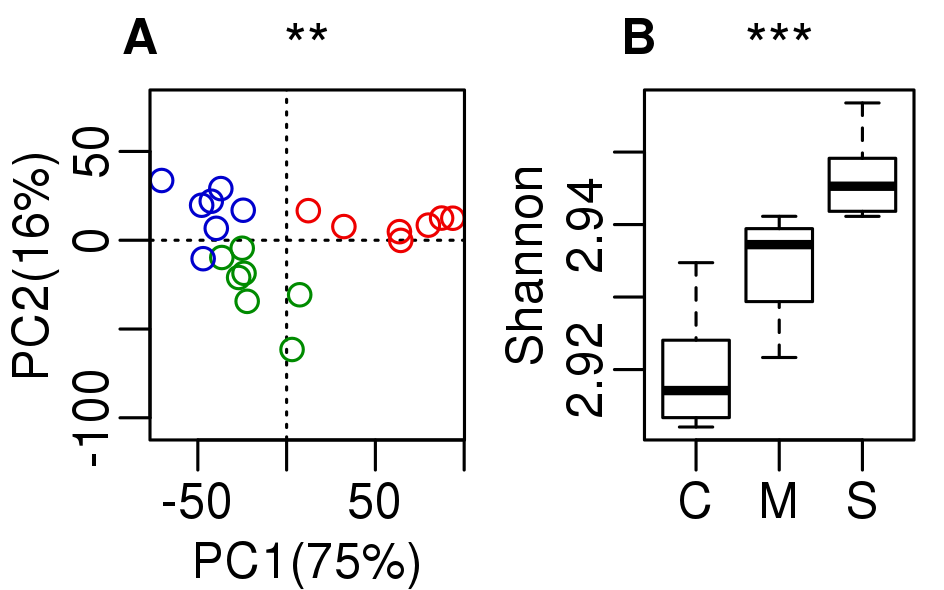 A
**
PC2(16%)
50
0
-100
-50
50
PC1(75%)
B
***
Shannon
2.94
2.92
C
M
S